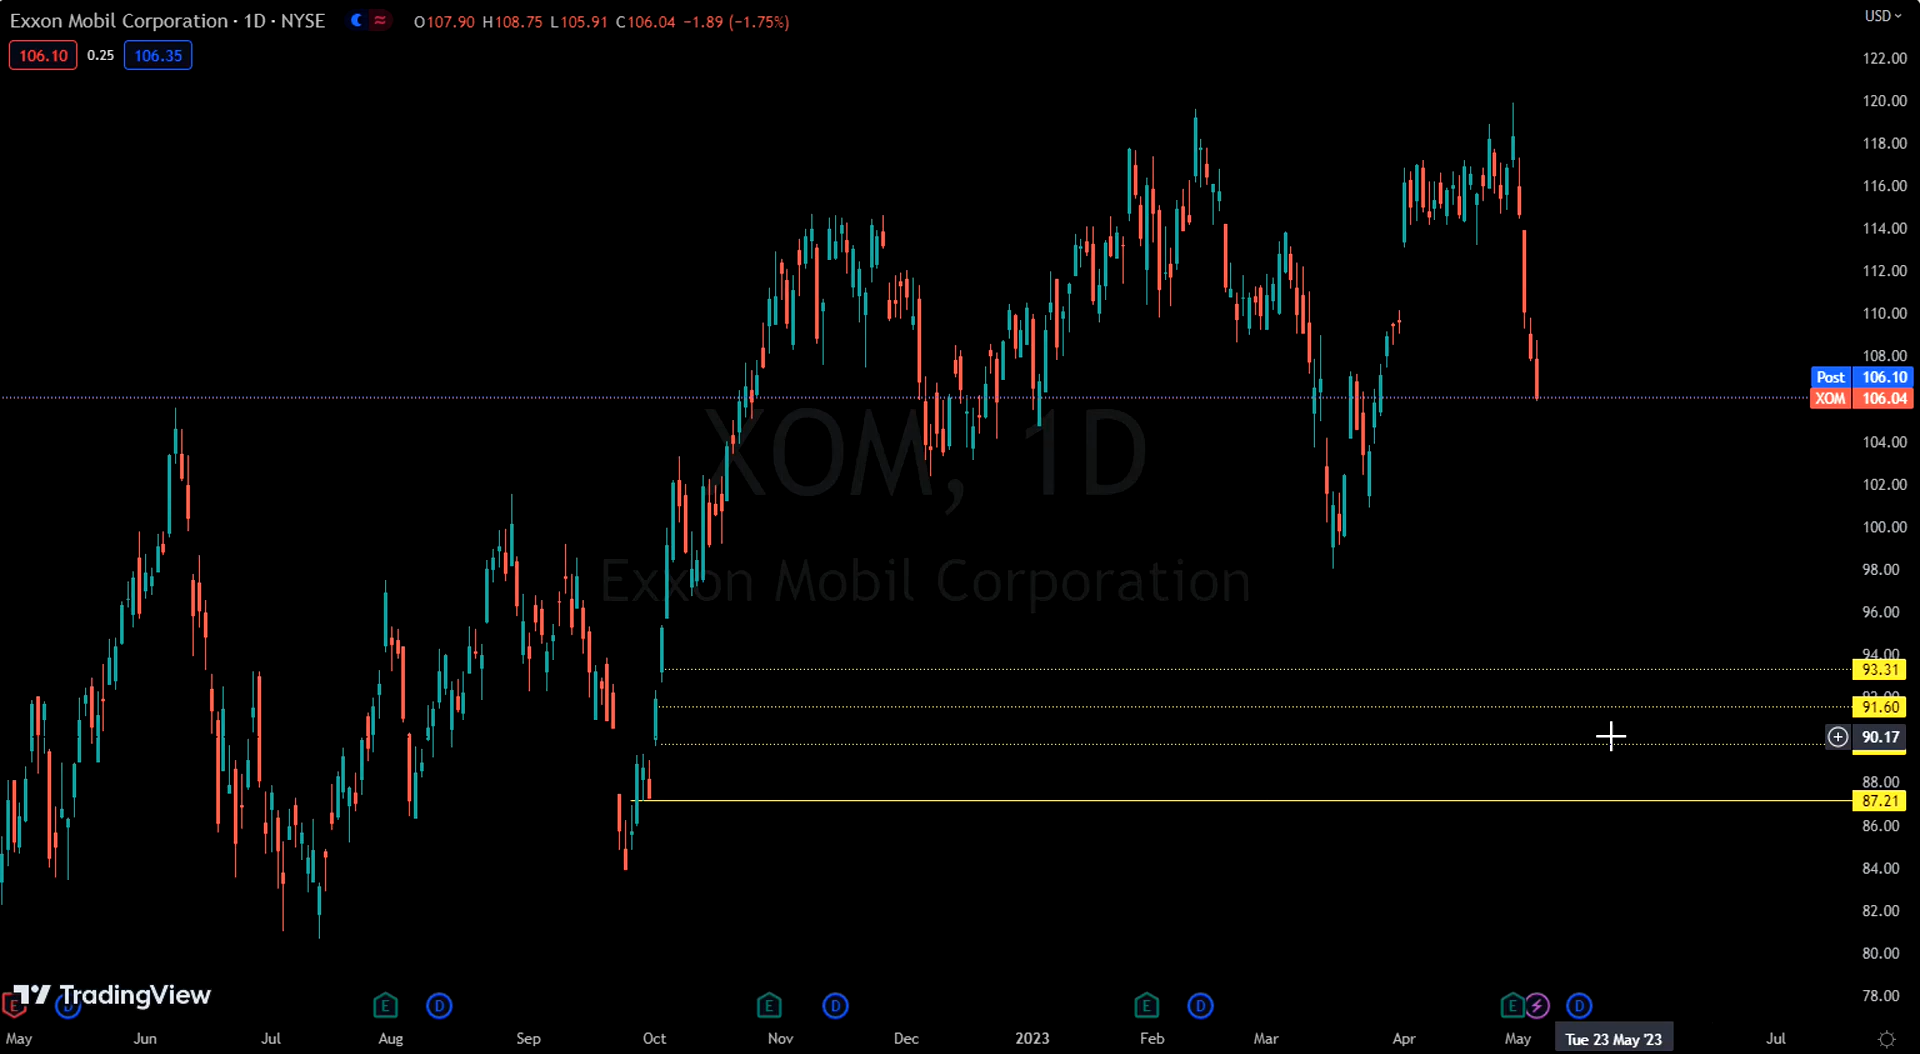 Exxon Mobil Corporation · 1D · NYSE
≈
O107.90 H108.75 L105.91 C106.04 −1.89 (−1.75%)
USD
106.10 0.25 106.35
122.00
120.00
118.00
116.00
114.00
112.00
110.00
108.00
Post 106.10
XOM 106.04
104.00
XOM, 1D
102.00
100.00
98.00
Exxon Mobil Corporation
96.00
94.00
93.31
92.00
91.60
90.17
88.00
87.21
86.00
84.00
82.00
80.00
TradingView
78.00
E D E D E D E D E D
May Jun Jul Aug Sep Oct Nov Dec 2023 Feb Mar Apr May Tue 23 May '23 Jul